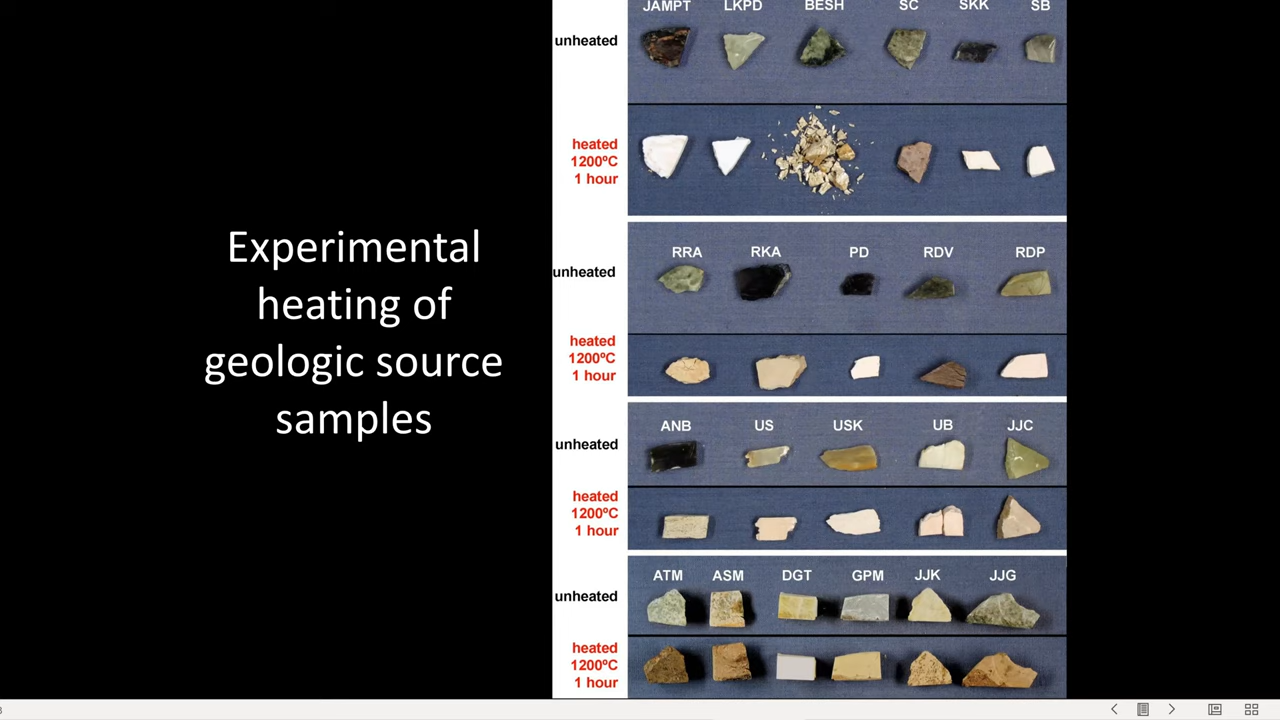 Experimental
heating of
geologic source
samples
JAMPT LKPD BESH SC SKK SB
unheated
heated
1200ºC
1 hour
RRA RKA PD RDV RDP
unheated
heated
1200ºC
1 hour
ANB US USK UB JJC
unheated
heated
1200ºC
1 hour
ATM ASM DGT GPM JJK JJG
unheated
heated
1200ºC
1 hour